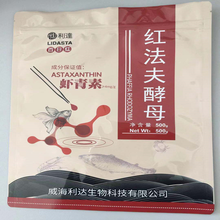 利達
LIDASTA
红法夫酵母
PHAFFIA RHODOZYMA
成分保证值
ASTAXANTHIN
虾青素
净含量 500g
Net Wt: 500g
威海利达生物科技有限公司